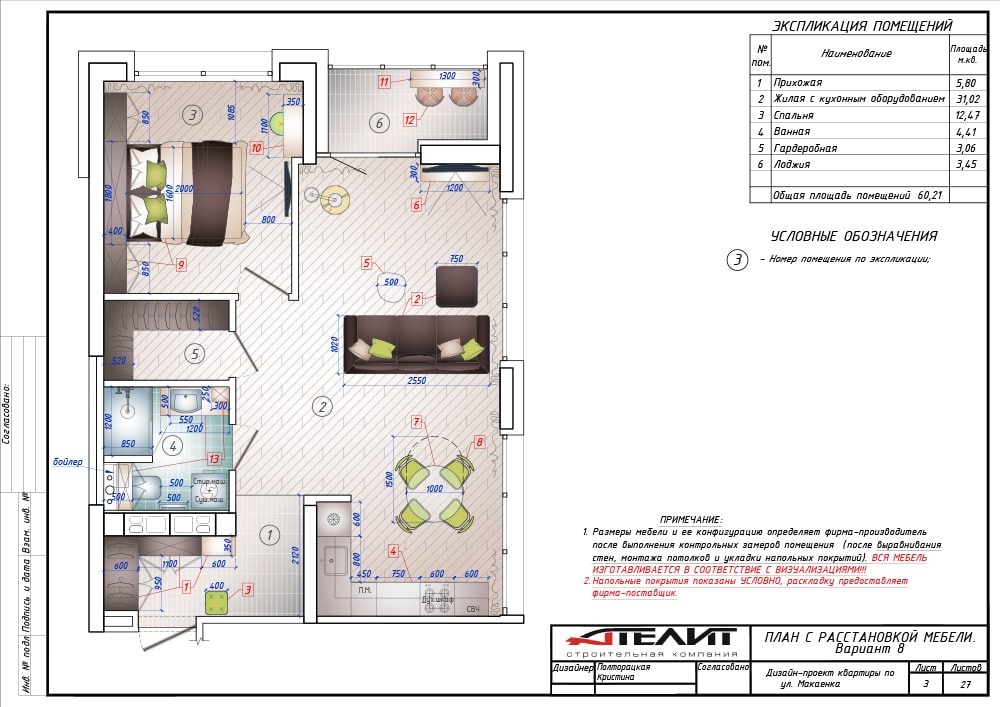 ЭКСПЛИКАЦИЯ ПОМЕЩЕНИЙ
№ пом. Наименование Площадь м.кв.
1 Прихожая 5,80
2 Жилая с кухонным оборудованием 31,02
3 Спальня 12,47
4 Ванная 4,41
5 Гардеробная 3,06
6 Лоджия 3,45
Общая площадь помещений 60,21
УСЛОВНЫЕ ОБОЗНАЧЕНИЯ
3 - Номер помещения по экспликации;
11 1300 300
12
6
3
850
1085
350
1100
10
1800
1600
2000
400
800
9
850
300
1200
6
5
500
750
2
520
520
5
1020
2550
2
1200
850
500
550
250
300
1200
4
13
бойлер
500
500
500
Стир.маш.
Суш.маш.
7
8
1500
1000
1
350
2120
600
1100
600
950
1
400
3
600
800
4
450
750
600
600
П.М.
Дух.шкаф
СВЧ
ПРИМЕЧАНИЕ:
1. Размеры мебели и ее конфигурацию определяет фирма-производитель
после выполнения контрольных замеров помещения (после выравнивания
стен, монтажа потолков и укладки напольных покрытий). ВСЯ МЕБЕЛЬ
ИЗГОТАВЛИВАЕТСЯ В СООТВЕТСТВИЕ С ВИЗУАЛИЗАЦИЯМИ!!!
2. Напольные покрытия показаны УСЛОВНО, раскладку предоставляет
фирма-поставщик.
АТЕЛИТ
строительная компания
ПЛАН С РАССТАНОВКОЙ МЕБЕЛИ.
Вариант 8
Дизайнер Полторацкая Кристина
Согласовано
Дизайн-проект квартиры по
ул. Макаенка
Лист Листов
3 27
Согласовано:
Взам. инв. №
Подпись и дата
Инв. № подл